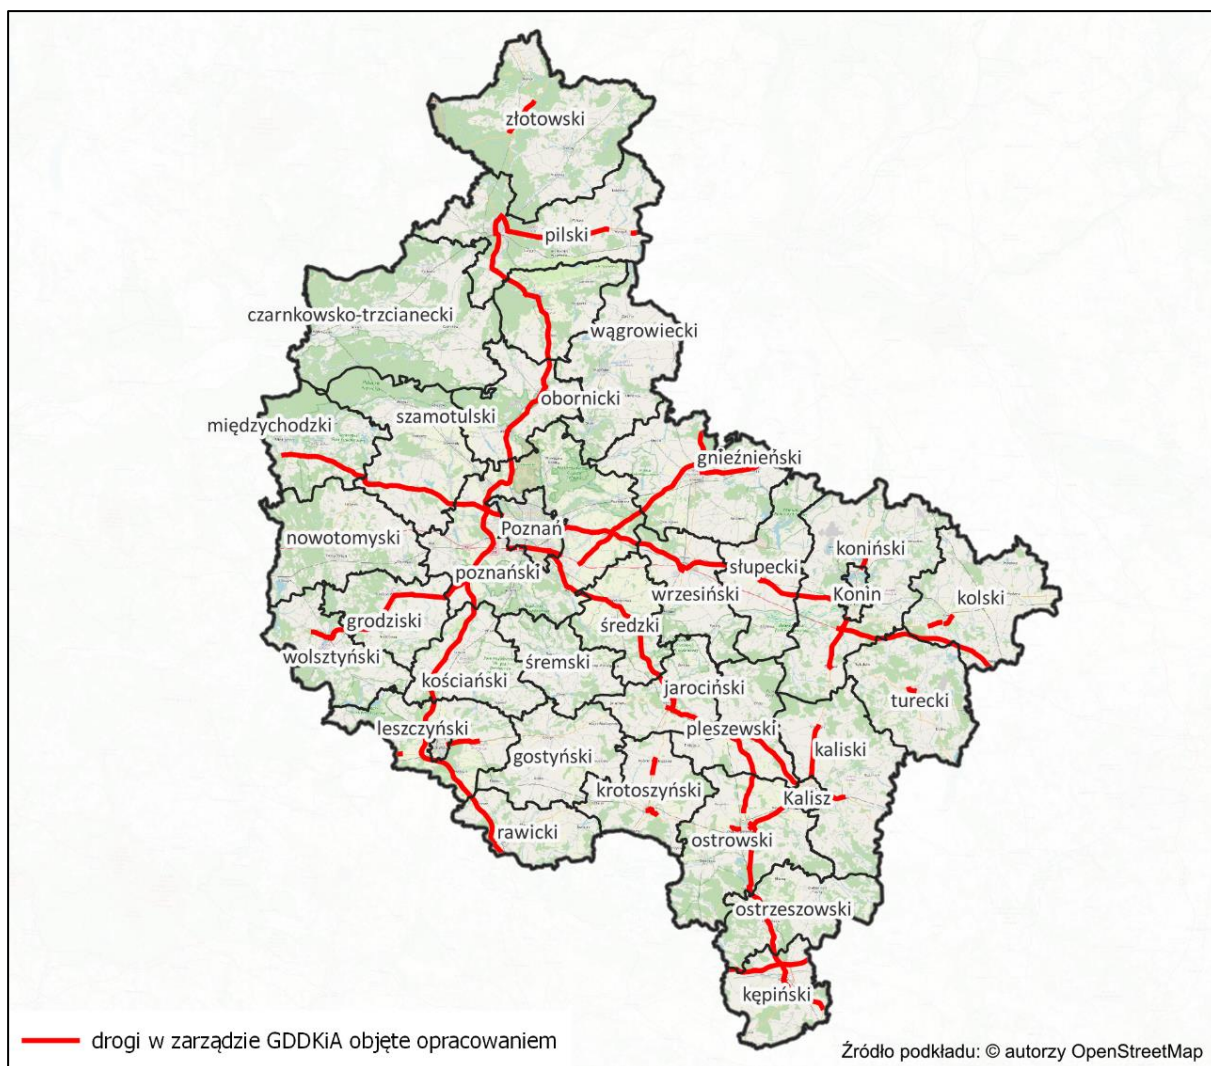 złotowski
pilski
czarnkowsko-trzcianecki
wągrowiecki
obornicki
szamotulski
międzychodzki
gnieźnieński
Poznań
nowotomyski
koniński
słupecki
poznański
wrzesiński
Konin
kolski
grodziski
średzki
wolsztyński
śremski
kościański
jarociński
turecki
leszczyński
pleszewski
kaliski
gostyński
krotoszyński
Kalisz
rawicki
ostrowski
ostrzeszowski
kępiński
drogi w zarządzie GDDKiA objęte opracowaniem
Źródło podkładu: © autorzy OpenStreetMap